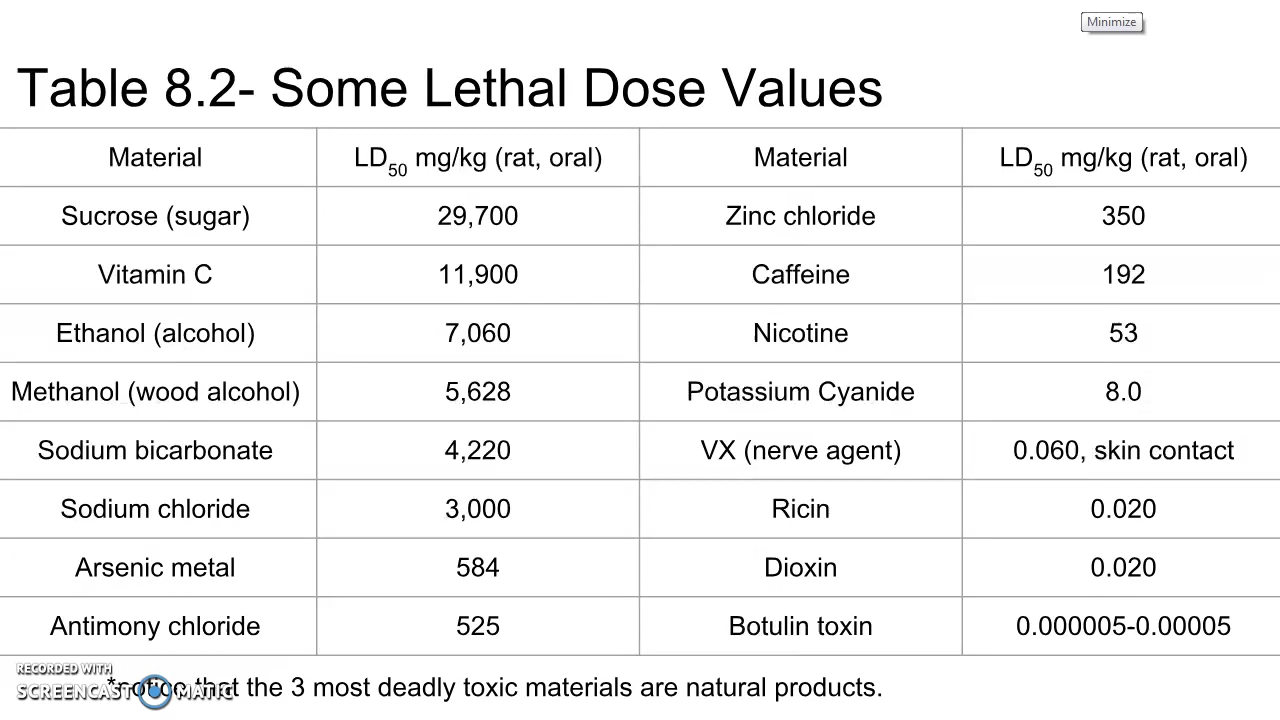 Minimize
Table 8.2- Some Lethal Dose Values
Material LD50 mg/kg (rat, oral) Material LD50 mg/kg (rat, oral)
Sucrose (sugar) 29,700 Zinc chloride 350
Vitamin C 11,900 Caffeine 192
Ethanol (alcohol) 7,060 Nicotine 53
Methanol (wood alcohol) 5,628 Potassium Cyanide 8.0
Sodium bicarbonate 4,220 VX (nerve agent) 0.060, skin contact
Sodium chloride 3,000 Ricin 0.020
Arsenic metal 584 Dioxin 0.020
Antimony chloride 525 Botulin toxin 0.000005-0.00005
*notice that the 3 most deadly toxic materials are natural products.
RECORDED WITH
SCREENCAST MATIC